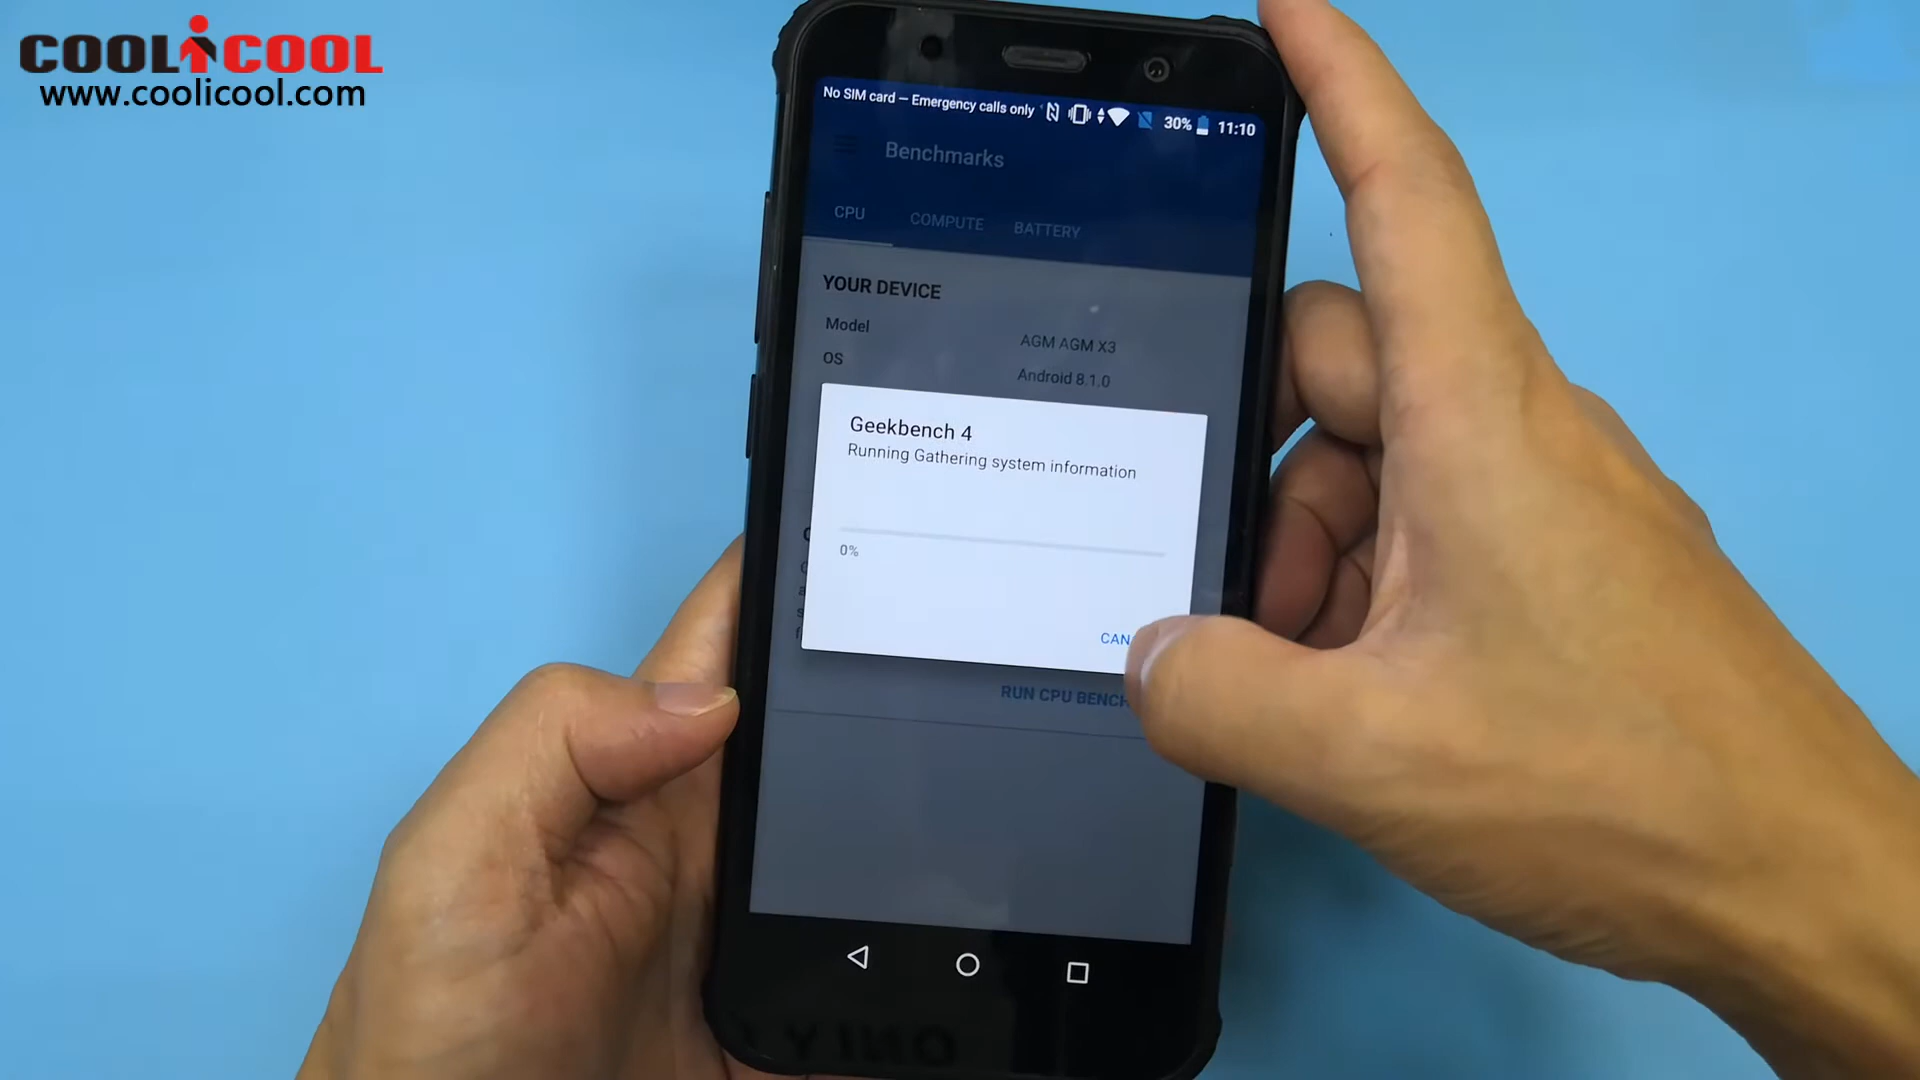 COOLICOOL
www.coolicool.com
No SIM card — Emergency calls only 30% 11:10
Benchmarks
CPU COMPUTE BATTERY
YOUR DEVICE
Model AGM AGM X3
OS Android 8.1.0
Geekbench 4
Running Gathering system information
0%
CAN
RUN CPU BENCH
ONLY